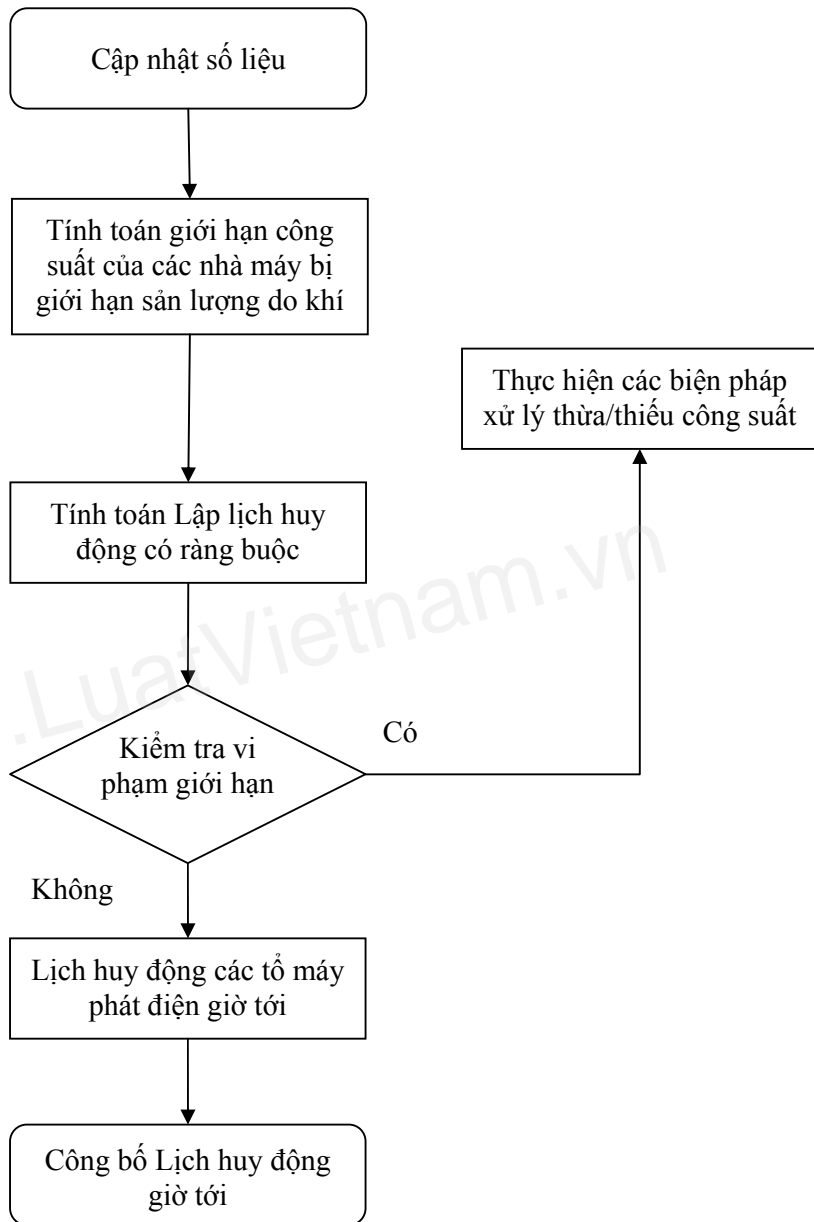 Cập nhật số liệu
Tính toán giới hạn công
suất của các nhà máy bị
giới hạn sản lượng do khí
Thực hiện các biện pháp
xử lý thừa/thiếu công suất
Tính toán Lập lịch huy
động có ràng buộc
.LuatVietnam.vn
Có
Kiểm tra vi
phạm giới hạn
Không
Lịch huy động các tổ máy
phát điện giờ tới
Công bố Lịch huy động
giờ tới